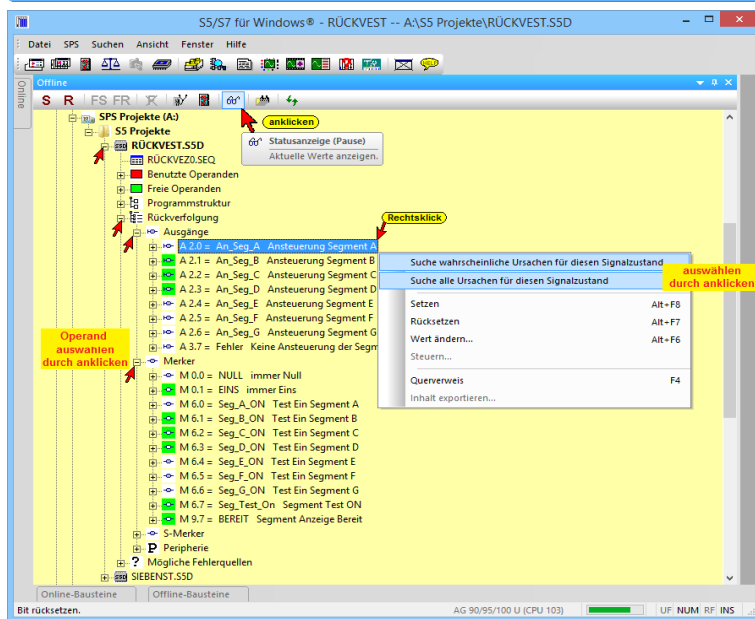 S5/S7 für Windows® - RÜCKVEST -- A:\S5 Projekte\RÜCKVEST.S5D
Datei SPS Suchen Ansicht Fenster Hilfe
Online
Offline
S R FS FR
anklicken
SPS Projekte (A:)
Statusanzeige (Pause)
Aktuelle Werte anzeigen.
S5 Projekte
RÜCKVEST.S5D
RÜCKVEZ0.SEQ
Benutzte Operanden
Freie Operanden
Programmstruktur
Rückverfolgung
Rechtsklick
Ausgänge
A 2.0 = An_Seg_A Ansteuerung Segment A
A 2.1 = An_Seg_B Ansteuerung Segment B
A 2.2 = An_Seg_C Ansteuerung Segment C
A 2.3 = An_Seg_D Ansteuerung Segment D
A 2.4 = An_Seg_E Ansteuerung Segment E
A 2.5 = An_Seg_F Ansteuerung Segment F
A 2.6 = An_Seg_G Ansteuerung Segment G
A 3.7 = Fehler Keine Ansteuerung der Segm
Suche wahrscheinliche Ursachen für diesen Signalzustand
Suche alle Ursachen für diesen Signalzustand
auswählen
durch anklicken
Setzen Alt+F8
Rücksetzen Alt+F7
Wert ändern... Alt+F6
Steuern...
Querverweis F4
Inhalt exportieren...
Operand
auswahlen
durch anklicken
Merker
M 0.0 = NULL immer Null
M 0.1 = EINS immer Eins
M 6.0 = Seg_A_ON Test Ein Segment A
M 6.1 = Seg_B_ON Test Ein Segment B
M 6.2 = Seg_C_ON Test Ein Segment C
M 6.3 = Seg_D_ON Test Ein Segment D
M 6.4 = Seg_E_ON Test Ein Segment E
M 6.5 = Seg_F_ON Test Ein Segment F
M 6.6 = Seg_G_ON Test Ein Segment G
M 6.7 = Seg_Test_On Segment Test ON
M 9.7 = BEREIT Segment Anzeige Bereit
S-Merker
P Peripherie
? Mögliche Fehlerquellen
SIEBENST.S5D
Online-Bausteine Offline-Bausteine
Bit rücksetzen. AG 90/95/100 U (CPU 103) UF NUM RF INS